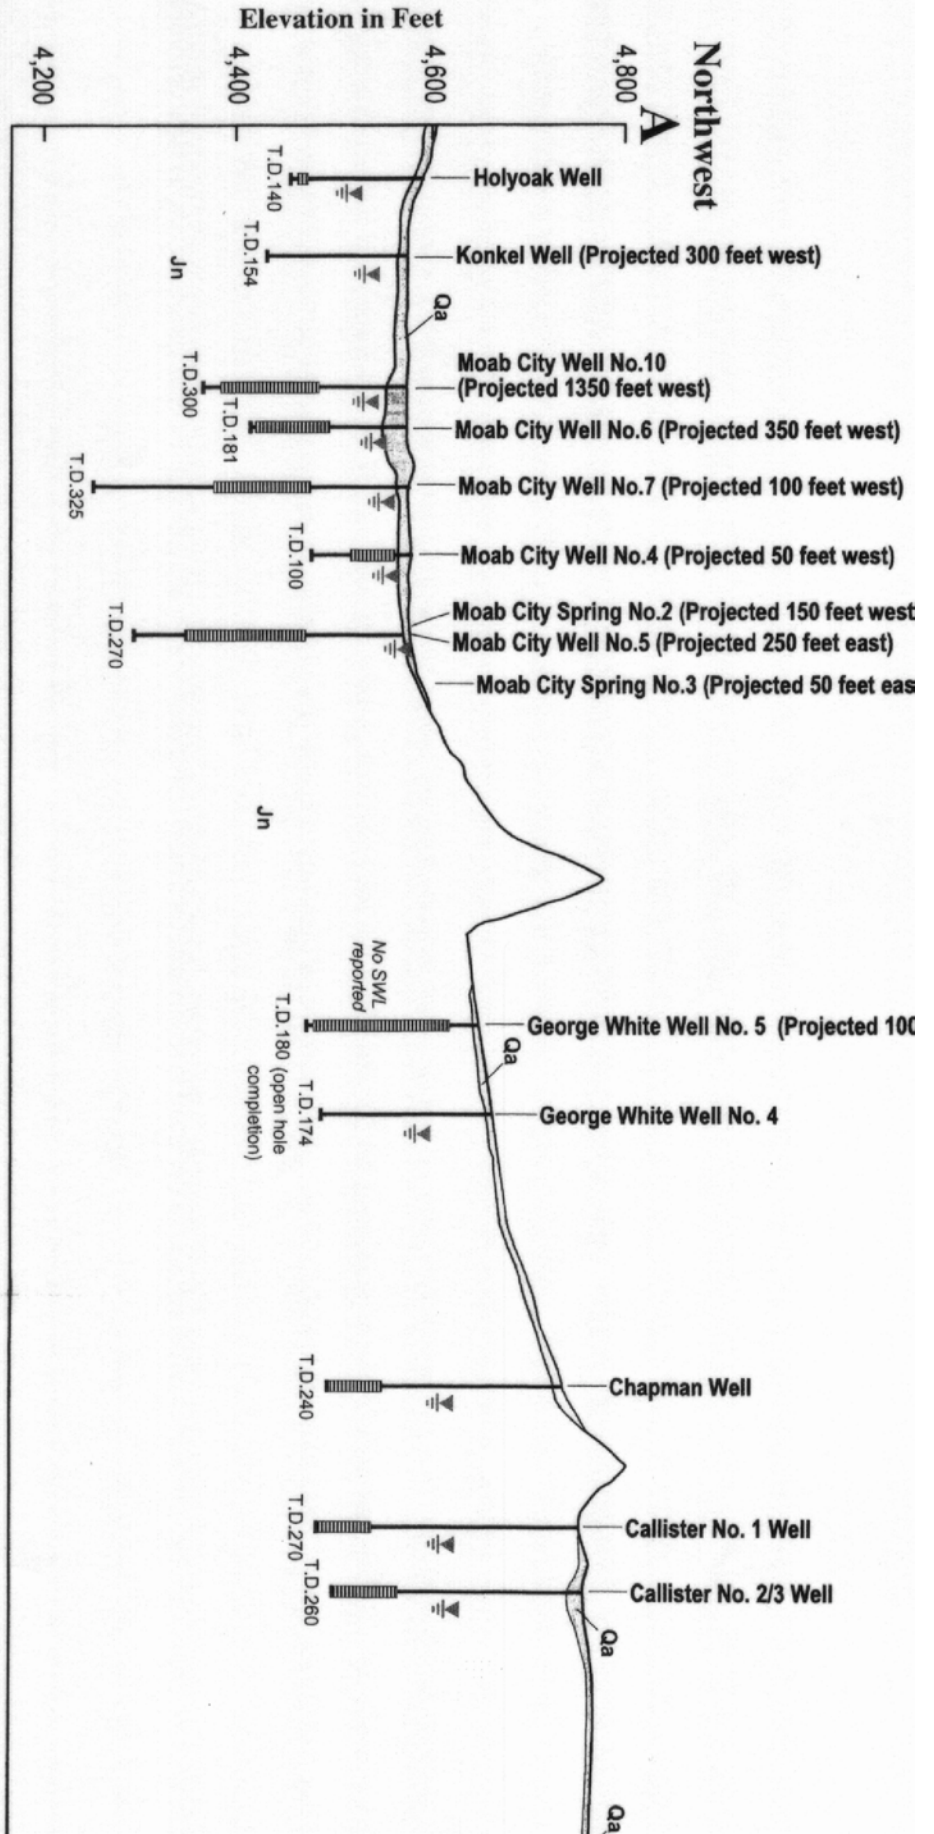 Elevation in Feet
4,200
4,400
4,600
4,800
Northwest
A
Holyoak Well
T.D.140
Konkel Well (Projected 300 feet west)
T.D.154
Jn
Qa
Moab City Well No.10
(Projected 1350 feet west)
T.D.300
Moab City Well No.6 (Projected 350 feet west)
T.D.181
Moab City Well No.7 (Projected 100 feet west)
T.D.325
Moab City Well No.4 (Projected 50 feet west)
T.D.100
Moab City Spring No.2 (Projected 150 feet west
Moab City Well No.5 (Projected 250 feet east)
T.D.270
Moab City Spring No.3 (Projected 50 feet eas
Jn
No SWL
reported
George White Well No. 5 (Projected 100
T.D.180 (open hole
completion)
Qa
George White Well No. 4
T.D.174
Chapman Well
T.D.240
Callister No. 1 Well
T.D.270
Callister No. 2/3 Well
T.D.260
Qa
Qa